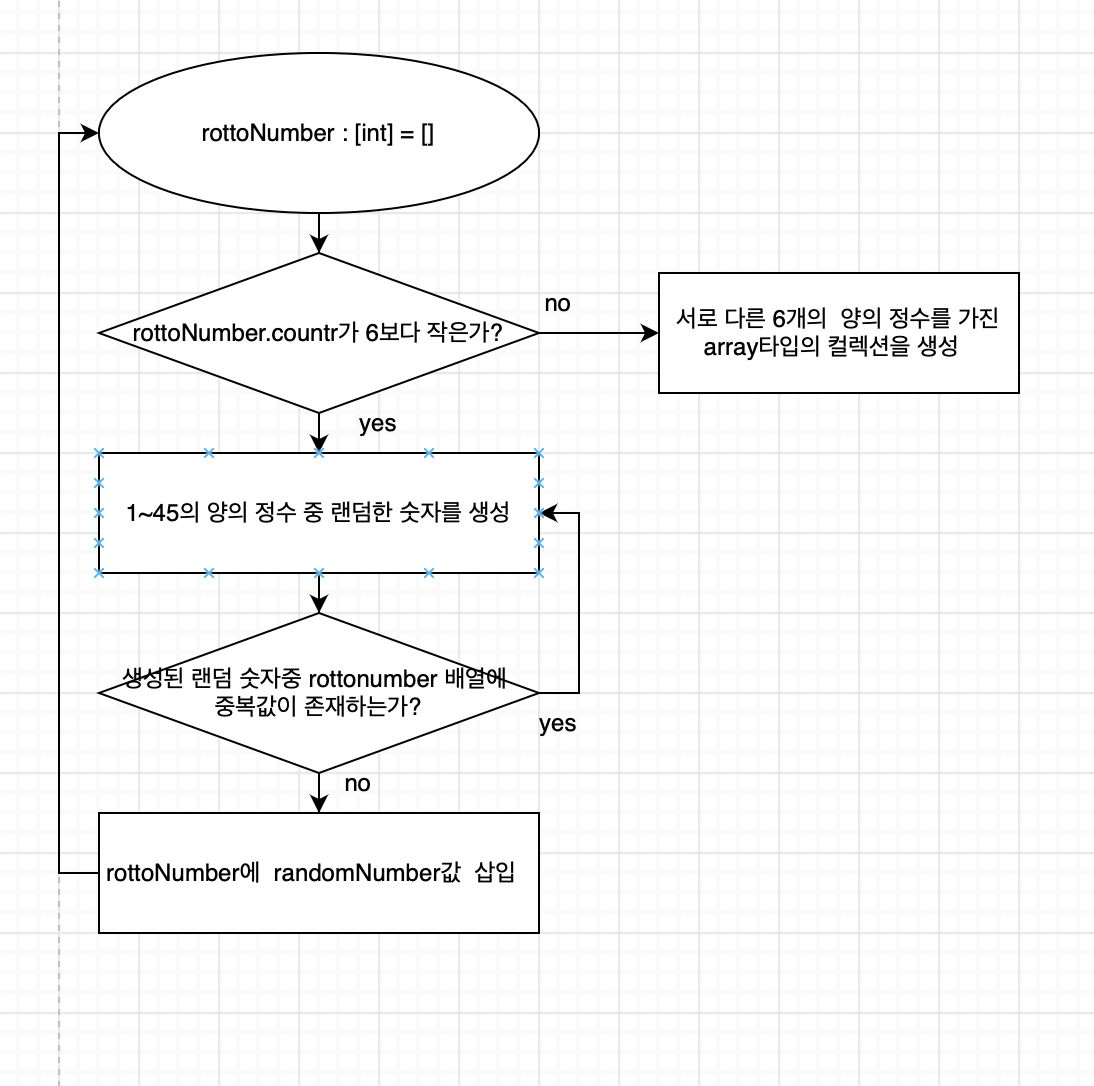 rottoNumber : [int] = []
no
rottoNumber.countr가 6보다 작은가?
서로 다른 6개의 양의 정수를 가진
array타입의 컬렉션을 생성
yes
1~45의 양의 정수 중 랜덤한 숫자를 생성
생성된 랜덤 숫자중 rottonumber 배열에
중복값이 존재하는가?
yes
no
rottoNumber에 randomNumber값 삽입